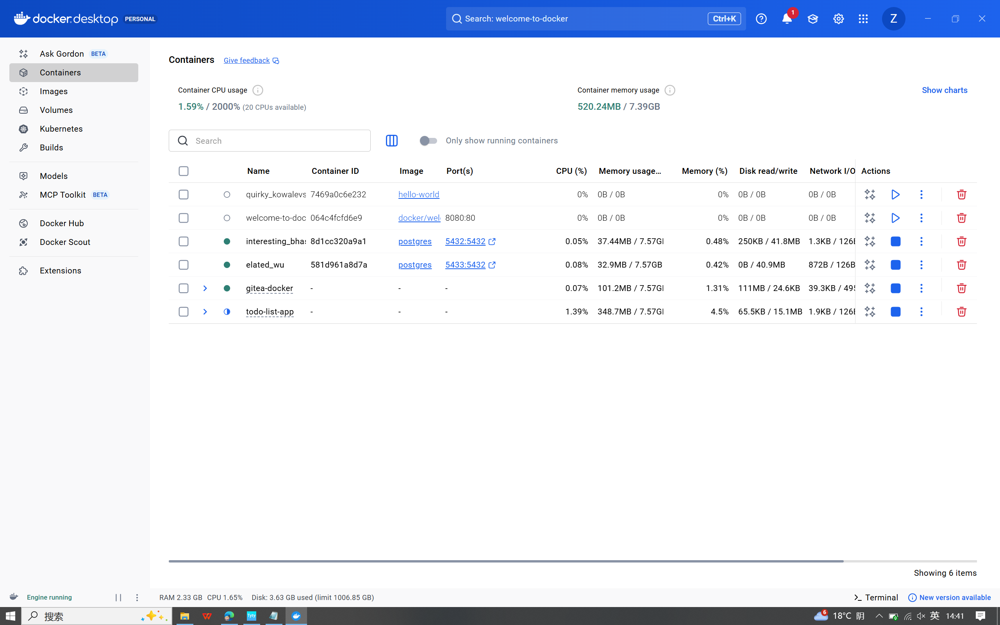 docker.desktop PERSONAL
Search: welcome-to-docker Ctrl+K 1 Z
Ask Gordon BETA
Containers
Images
Volumes
Kubernetes
Builds
Models
MCP Toolkit BETA
Docker Hub
Docker Scout
Extensions
Containers Give feedback
Container CPU usage
1.59% / 2000% (20 CPUs available)
Container memory usage
520.24MB / 7.39GB
Show charts
Search
Only show running containers
Name Container ID Image Port(s) CPU (%) Memory usage... Memory (%) Disk read/write Network I/O Actions
quirky_kowalevs 7469a0c6e232 hello-world 0% 0B / 0B 0% 0B / 0B 0B / 0B
welcome-to-doc 064c4fcfd6e9 docker/wel 8080:80 0% 0B / 0B 0% 0B / 0B 0B / 0B
interesting_bhas 8d1cc320a9a1 postgres 5432:5432 0.05% 37.44MB / 7.57GI 0.48% 250KB / 41.8MB 1.3KB / 126B
elated_wu 581d961a8d7a postgres 5433:5432 0.08% 32.9MB / 7.57GB 0.42% 0B / 40.9MB 872B / 126B
gitea-docker - - - 0.07% 101.2MB / 7.57GI 1.31% 111MB / 24.6KB 39.3KB / 495
todo-list-app - - - 1.39% 348.7MB / 7.57GI 4.5% 65.5KB / 15.1MB 1.9KB / 126B
Showing 6 items
Engine running
RAM 2.33 GB CPU 1.65% Disk: 3.63 GB used (limit 1006.85 GB)
Terminal
New version available
搜索
Tyty
6 18°C 阴 英 14:41